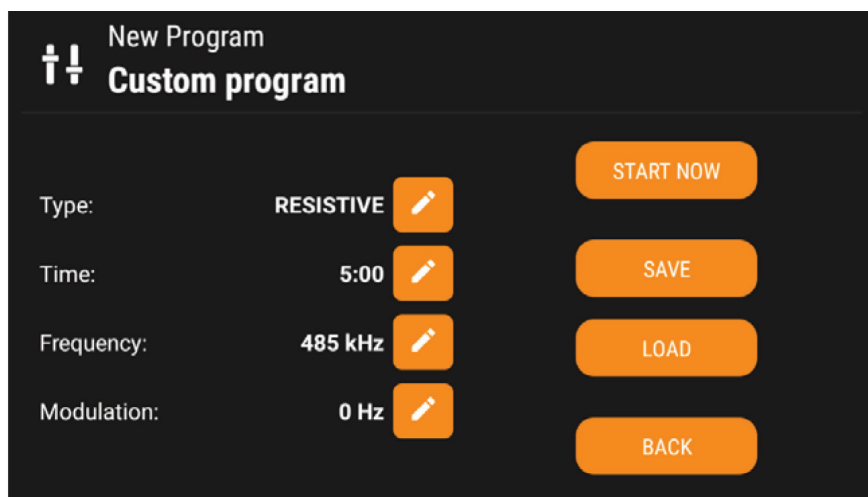 New Program
Custom program
START NOW
Type: RESISTIVE
Time: 5:00
SAVE
Frequency: 485 kHz
LOAD
Modulation: 0 Hz
BACK